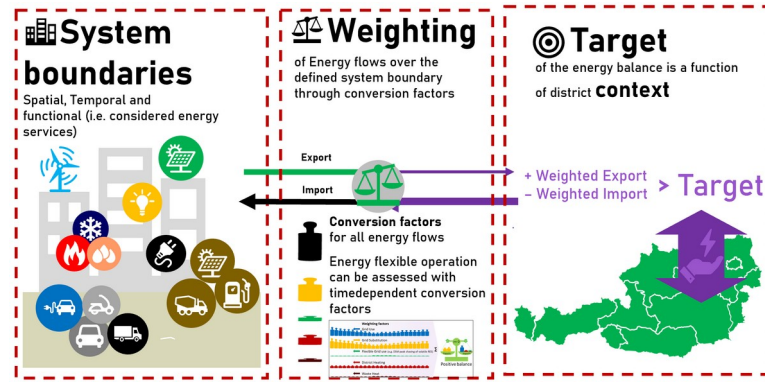 System
boundaries
Spatial, Temporal and
functional (i.e. considered energy
services)
Weighting
of Energy flows over the
defined system boundary
through conversion factors
Export
Import
Conversion factors
for all energy flows
Energy flexible operation
can be assessed with
timedependent conversion
factors
Weighting factors
Positive balance
Target
of the energy balance is a function
of district context
+ Weighted Export
− Weighted Import
> Target